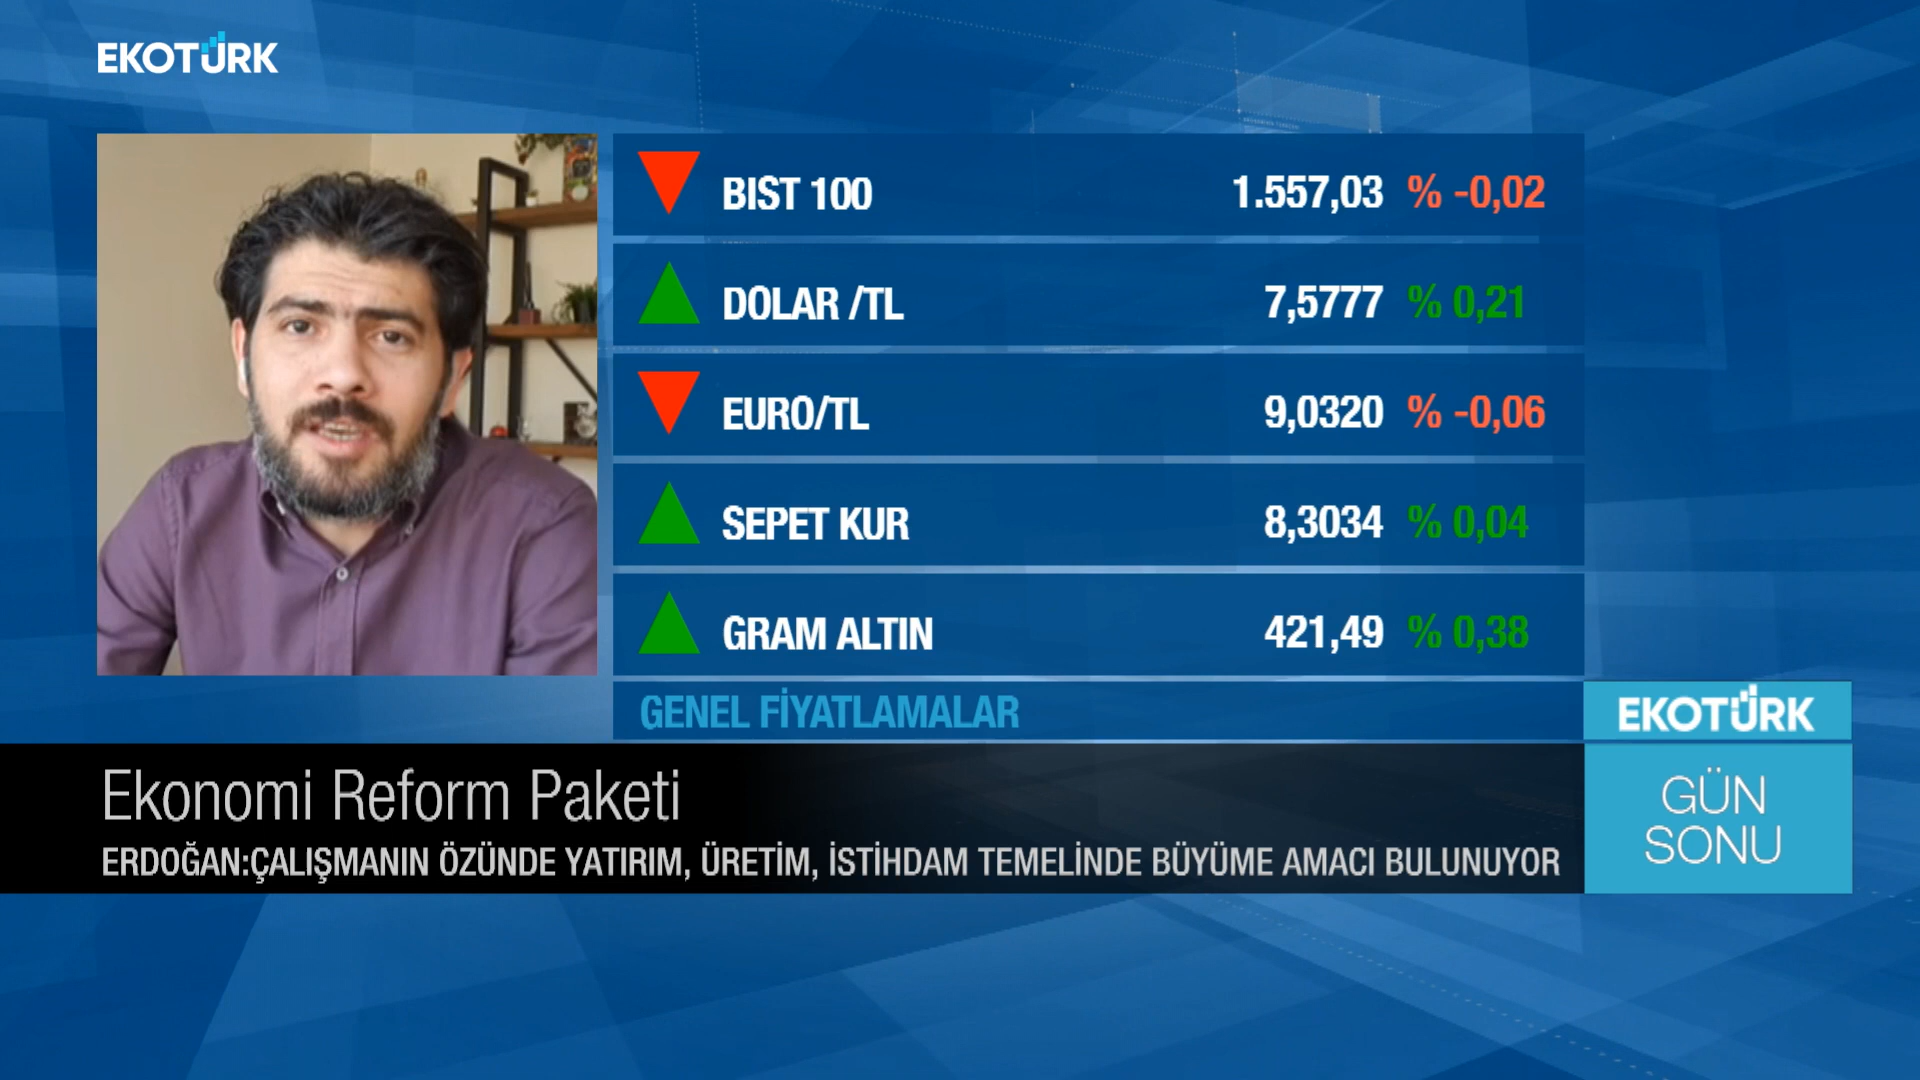 EKOTÜRK
BIST 100 1.557,03 % -0,02
DOLAR /TL 7,5777 % 0,21
EURO/TL 9,0320 % -0,06
SEPET KUR 8,3034 % 0,04
GRAM ALTIN 421,49 % 0,38
GENEL FİYATLAMALAR
EKOTÜRK
Ekonomi Reform Paketi
ERDOĞAN:ÇALIŞMANIN ÖZÜNDE YATIRIM, ÜRETİM, İSTİHDAM TEMELİNDE BÜYÜME AMACI BULUNUYOR
GÜN
SONU